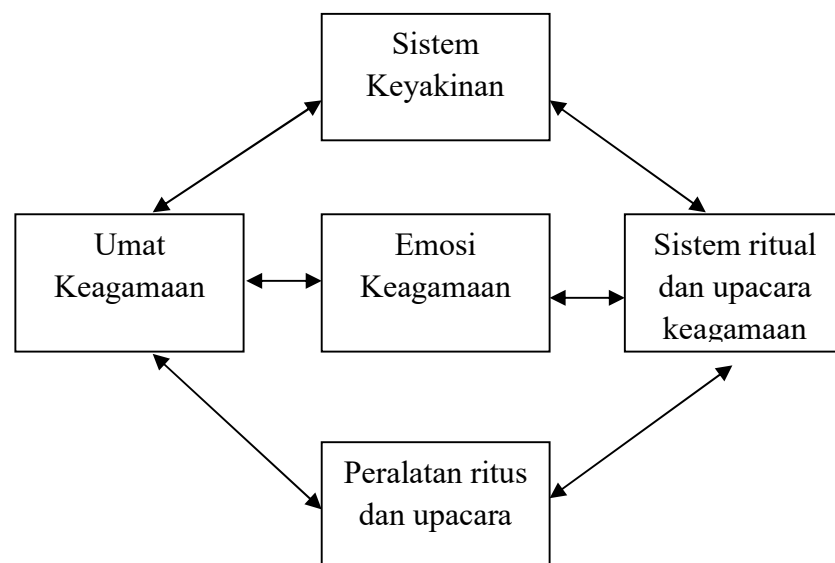 Sistem
Keyakinan
Umat
Keagamaan
Emosi
Keagamaan
Sistem ritual
dan upacara
keagamaan
Peralatan ritus
dan upacara